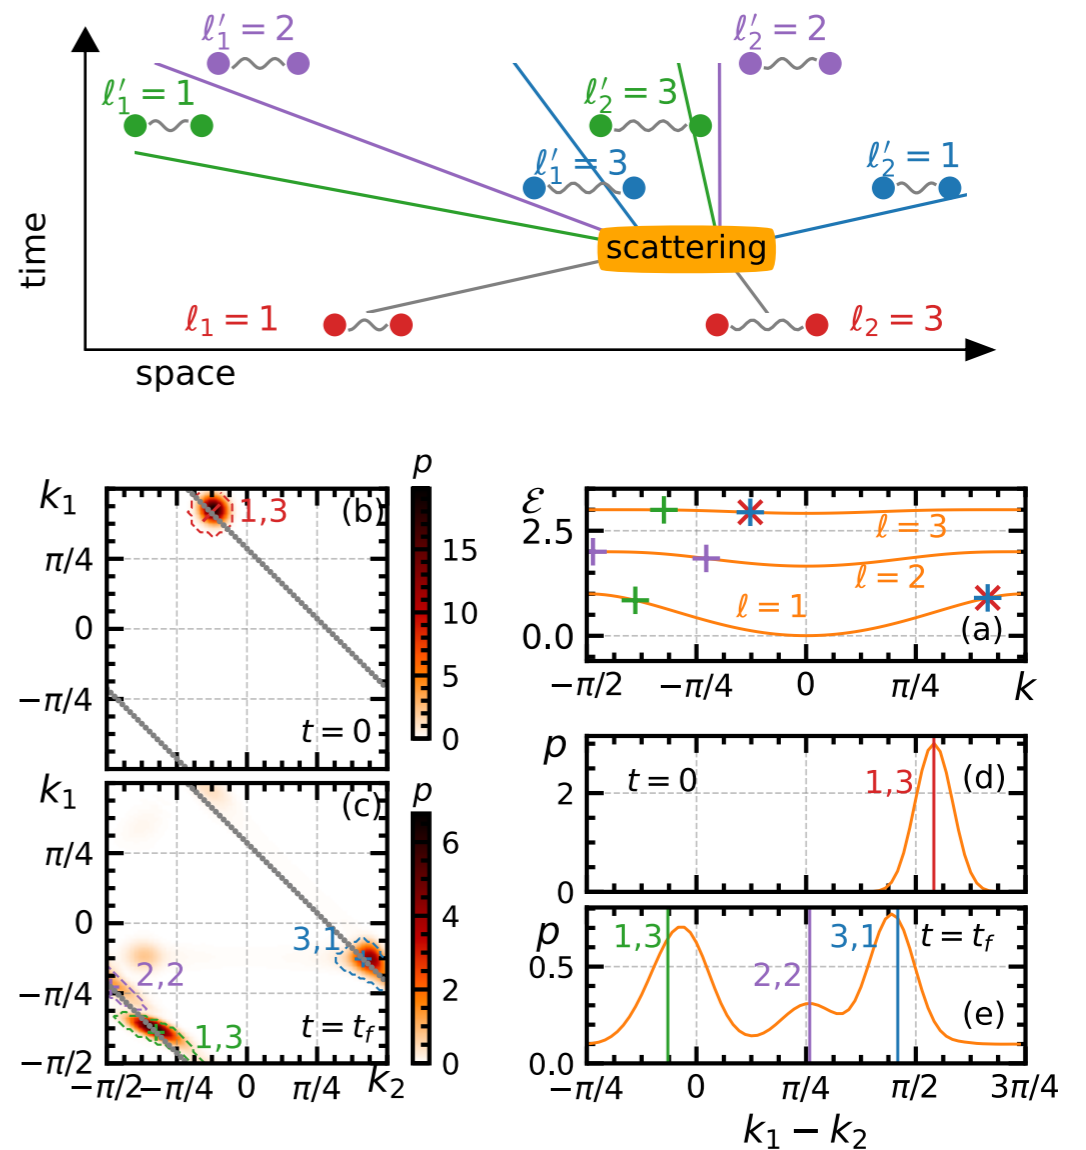 ℓ′₁ = 2
ℓ′₂ = 2
ℓ′₁ = 1
ℓ′₂ = 3
ℓ′₁ = 3
ℓ′₂ = 1
time
scattering
ℓ₁ = 1
ℓ₂ = 3
space
k₁
p
1,3
(b)
π/4
0
−π/4
t = 0
15
10
5
0
ℰ
2.5
0.0
ℓ = 3
ℓ = 2
ℓ = 1
(a)
−π/2
−π/4
0
π/4
k
k₁
p
(c)
π/4
0
−π/4
−π/2
3,1
2,2
1,3
t = t_f
−π/2
−π/4
0
π/4
k₂
6
4
2
0
p
2
0
t = 0
1,3
(d)
p
0.5
0.0
1,3
2,2
3,1
t = t_f
(e)
−π/4
0
π/4
π/2
3π/4
k₁ − k₂